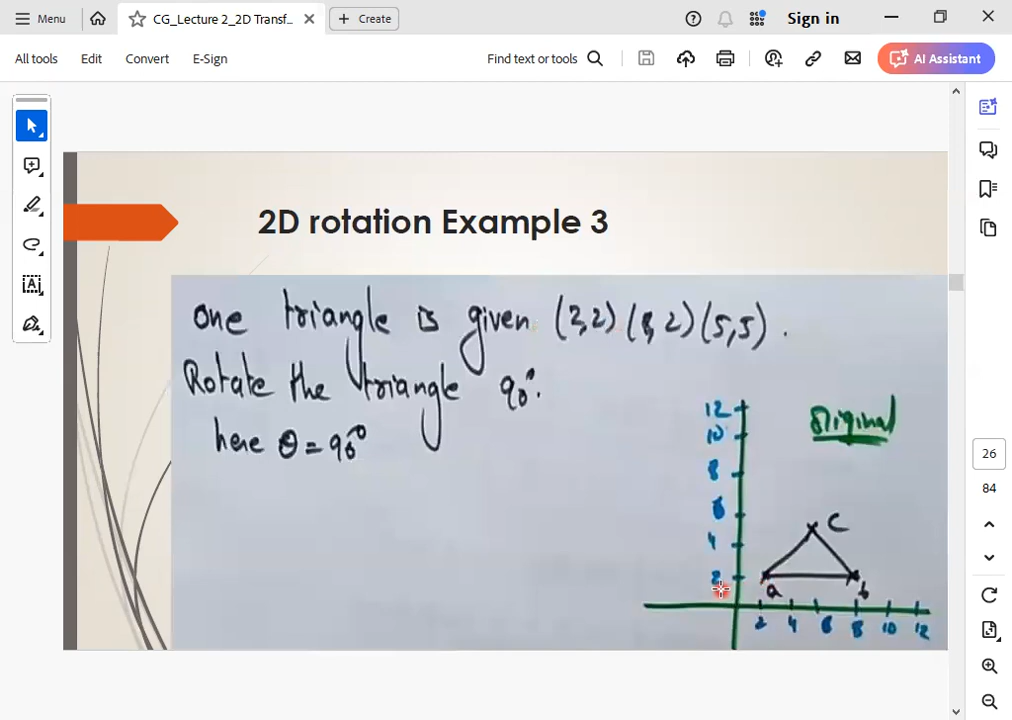 Menu
CG_Lecture 2_2D Transf...
Create
Sign in
All tools
Edit
Convert
E-Sign
Find text or tools
AI Assistant
2D rotation Example 3
One triangle is given (2,2) (8,2) (5,5).
Rotate the triangle 90°.
here θ = 90°
Original
12
10
8
6
4
2
C
a
b
2 4 6 8 10 12
26
84